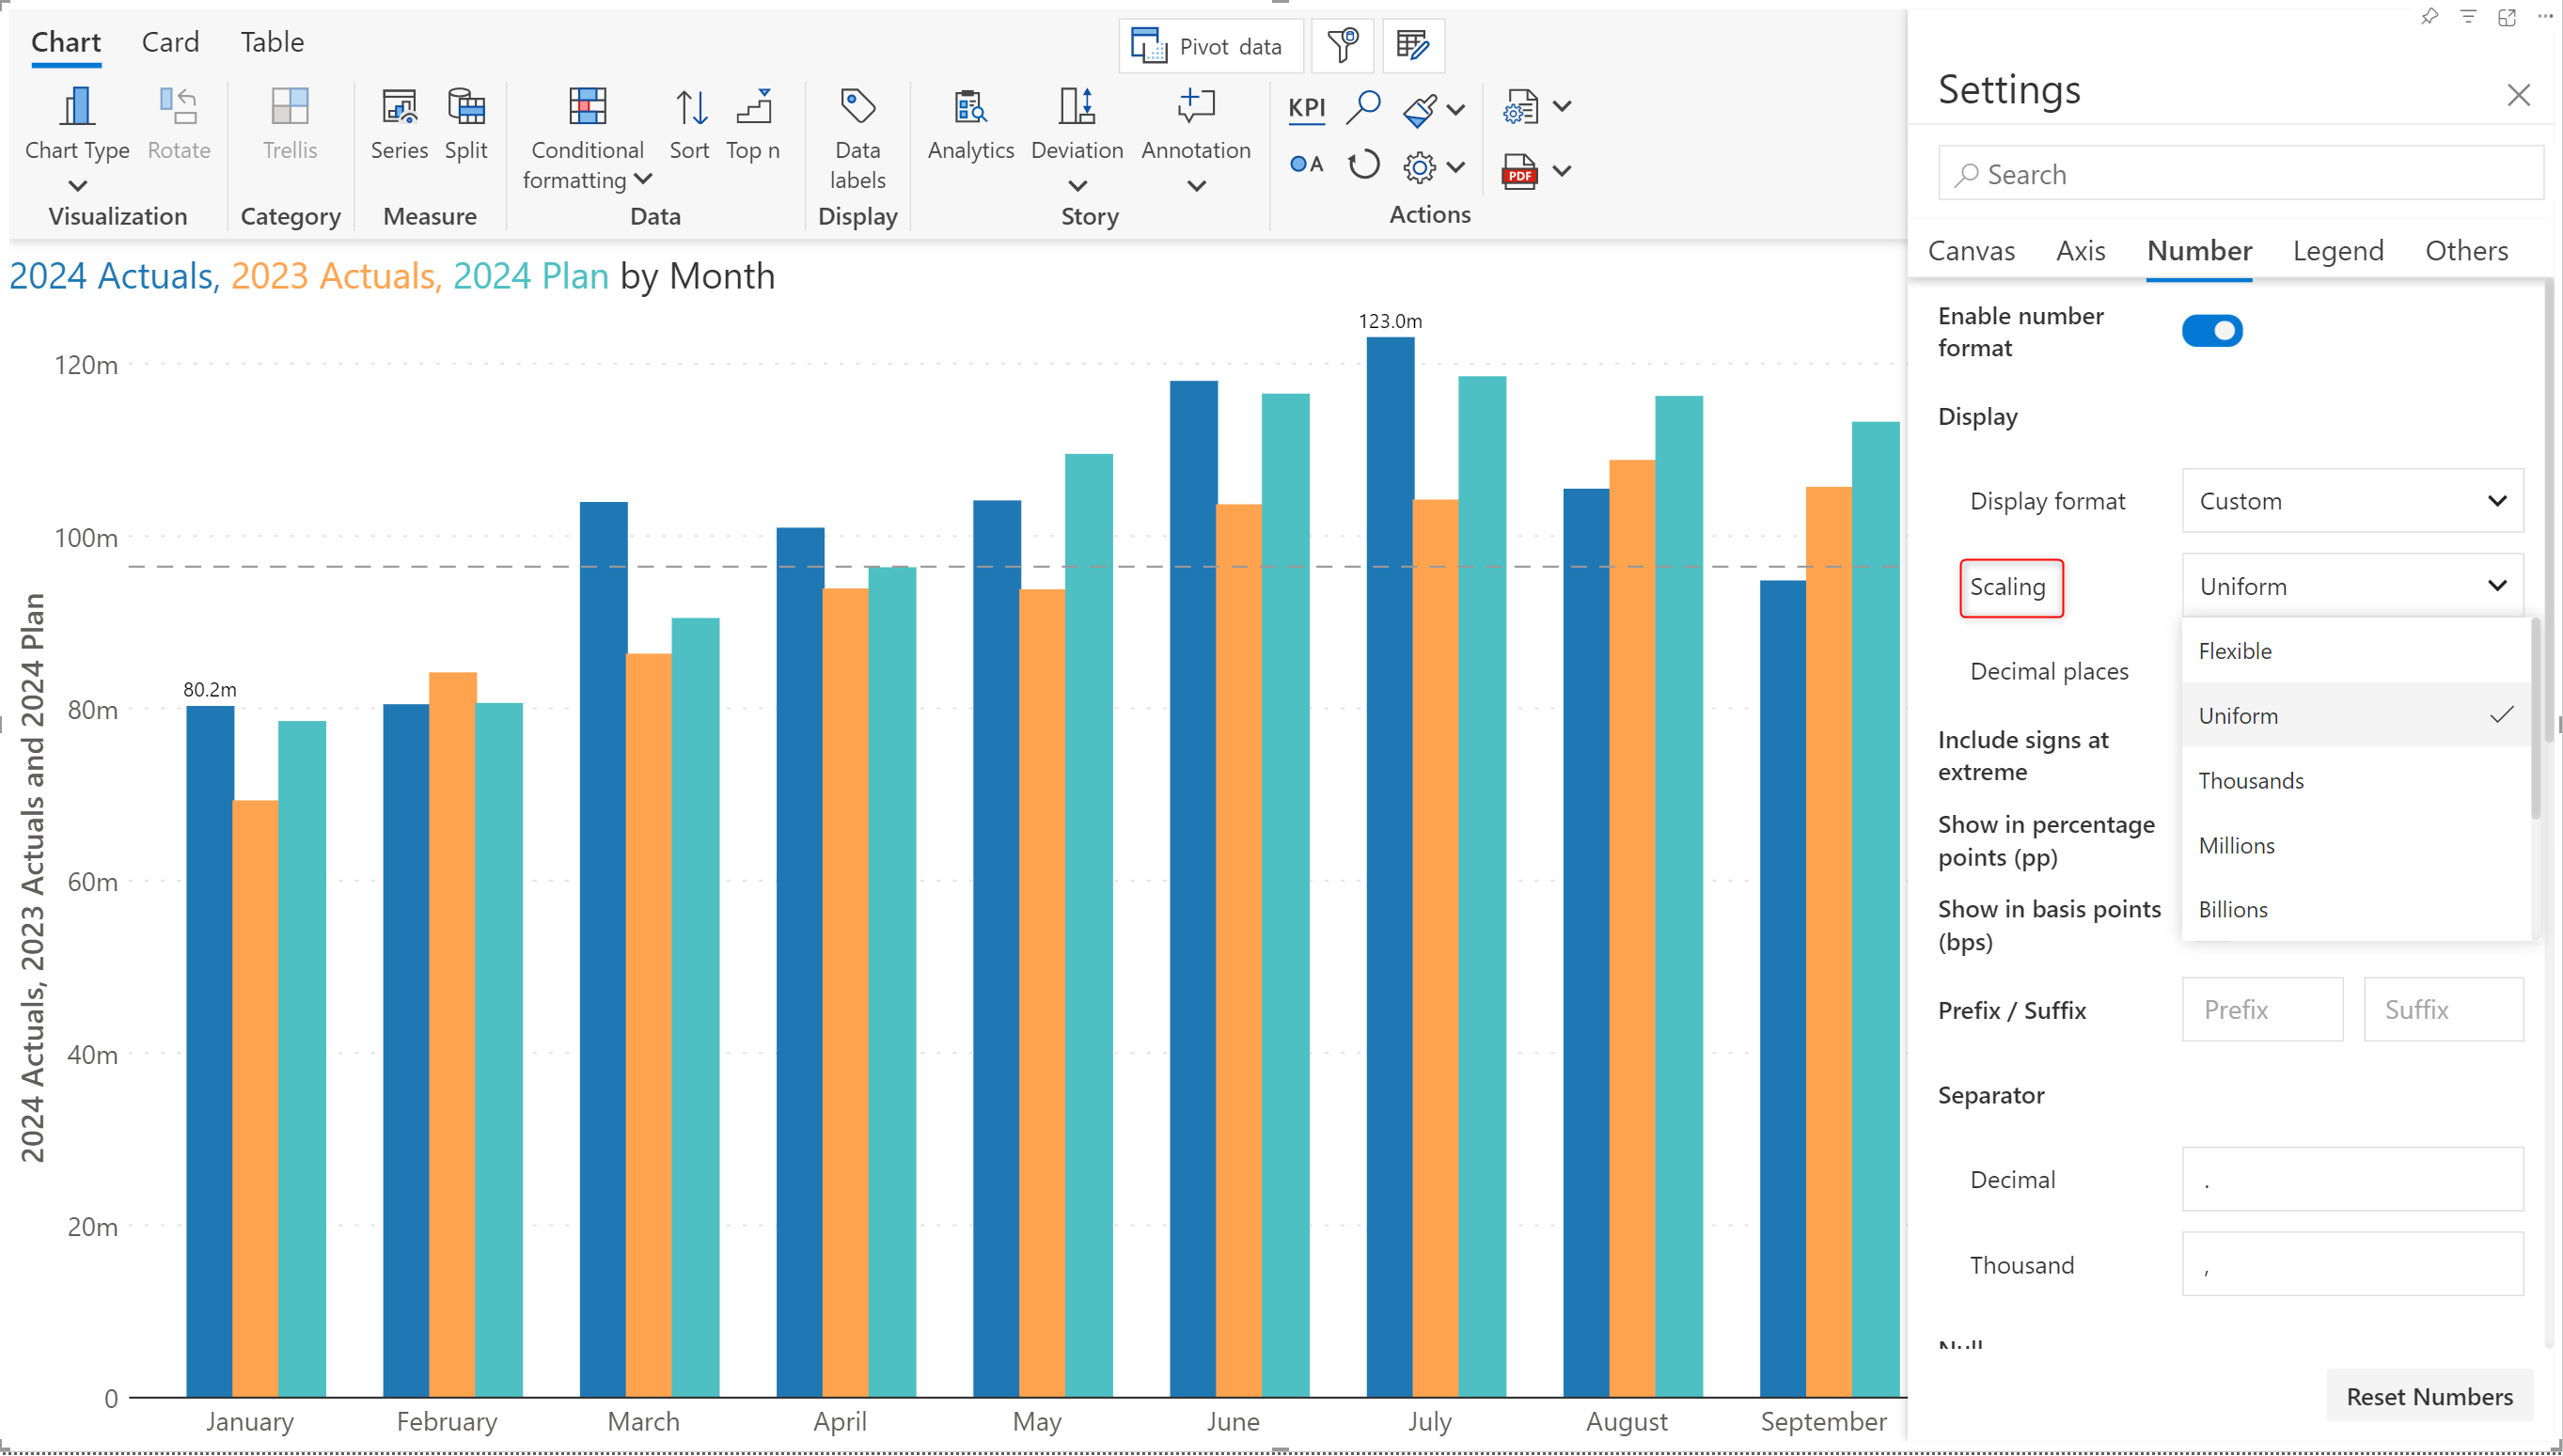 Chart Card Table
Pivot data
Chart Type Rotate
Trellis
Series Split
Conditional formatting
Sort Top n
Data labels
Analytics Deviation Annotation
KPI
A
PDF
Visualization Category Measure Data Display Story Actions
2024 Actuals, 2023 Actuals, 2024 Plan by Month
2024 Actuals, 2023 Actuals and 2024 Plan
120m
100m
80m
60m
40m
20m
0
80.2m
123.0m
January February March April May June July August September
Settings
Search
Canvas Axis Number Legend Others
Enable number
format
Display
Display format Custom
Scaling Uniform
Flexible
Uniform
Thousands
Millions
Billions
Decimal places
Include signs at
extreme
Show in percentage
points (pp)
Show in basis points
(bps)
Prefix / Suffix Prefix Suffix
Separator
Decimal .
Thousand ,
Null
Reset Numbers